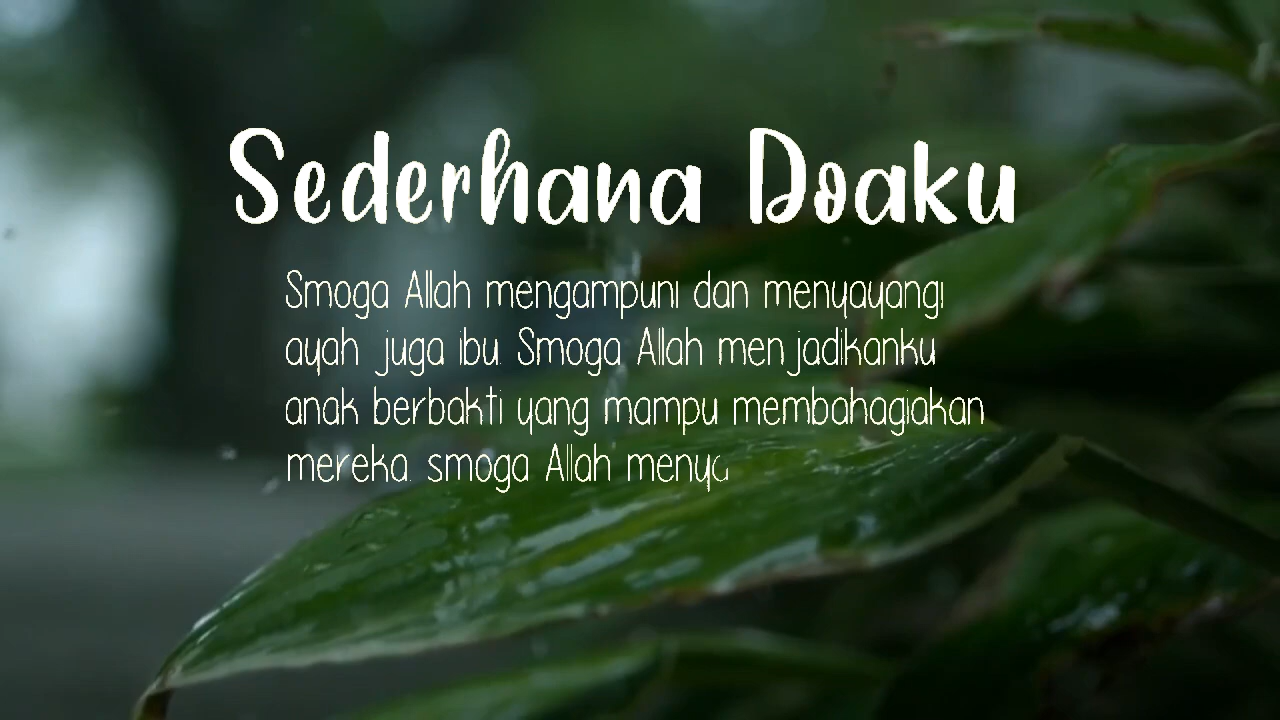 Sederhana Doaku
Smoga Allah mengampuni dan menyayangi
ayah juga ibu. Smoga Allah menjadikanku
anak berbakti yang mampu membahagiakan
mereka. smoga Allah menya